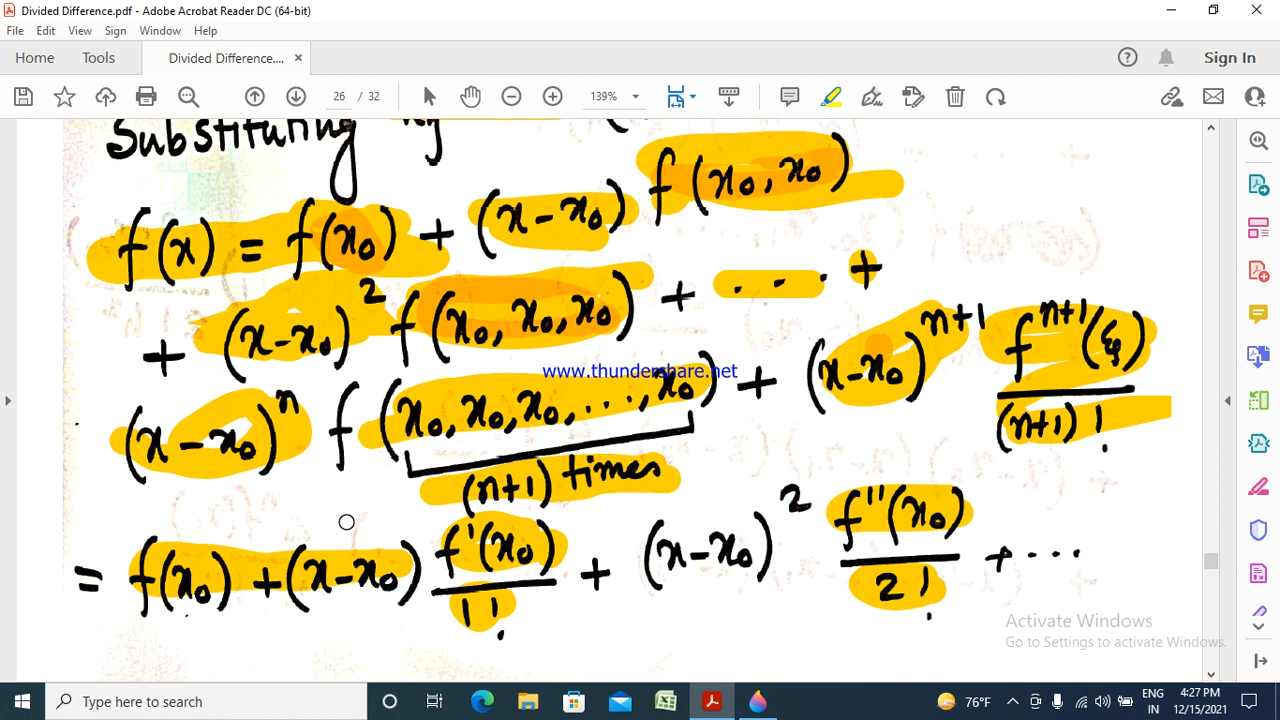 Divided Difference.pdf - Adobe Acrobat Reader DC (64-bit)
File Edit View Sign Window Help
Home Tools Divided Difference.... × Sign In
26 / 32 139%
Substituting
f(x) = f(x₀) + (x-x₀) f(x₀, x₀)
+ (x-x₀)² f(x₀, x₀, x₀) + . . . +
www.thundershare.net
(x-x₀)ⁿ f(x₀, x₀, x₀, ..., x₀) + (x-x₀)ⁿ⁺¹ fⁿ⁺¹(ξ) / (n+1)!
(n+1) times
= f(x₀) + (x-x₀) f'(x₀) / 1! + (x-x₀)² f''(x₀) / 2! + ...
Activate Windows
Go to Settings to activate Windows.
Type here to search
76°F
ENG
IN
4:27 PM
12/15/2021